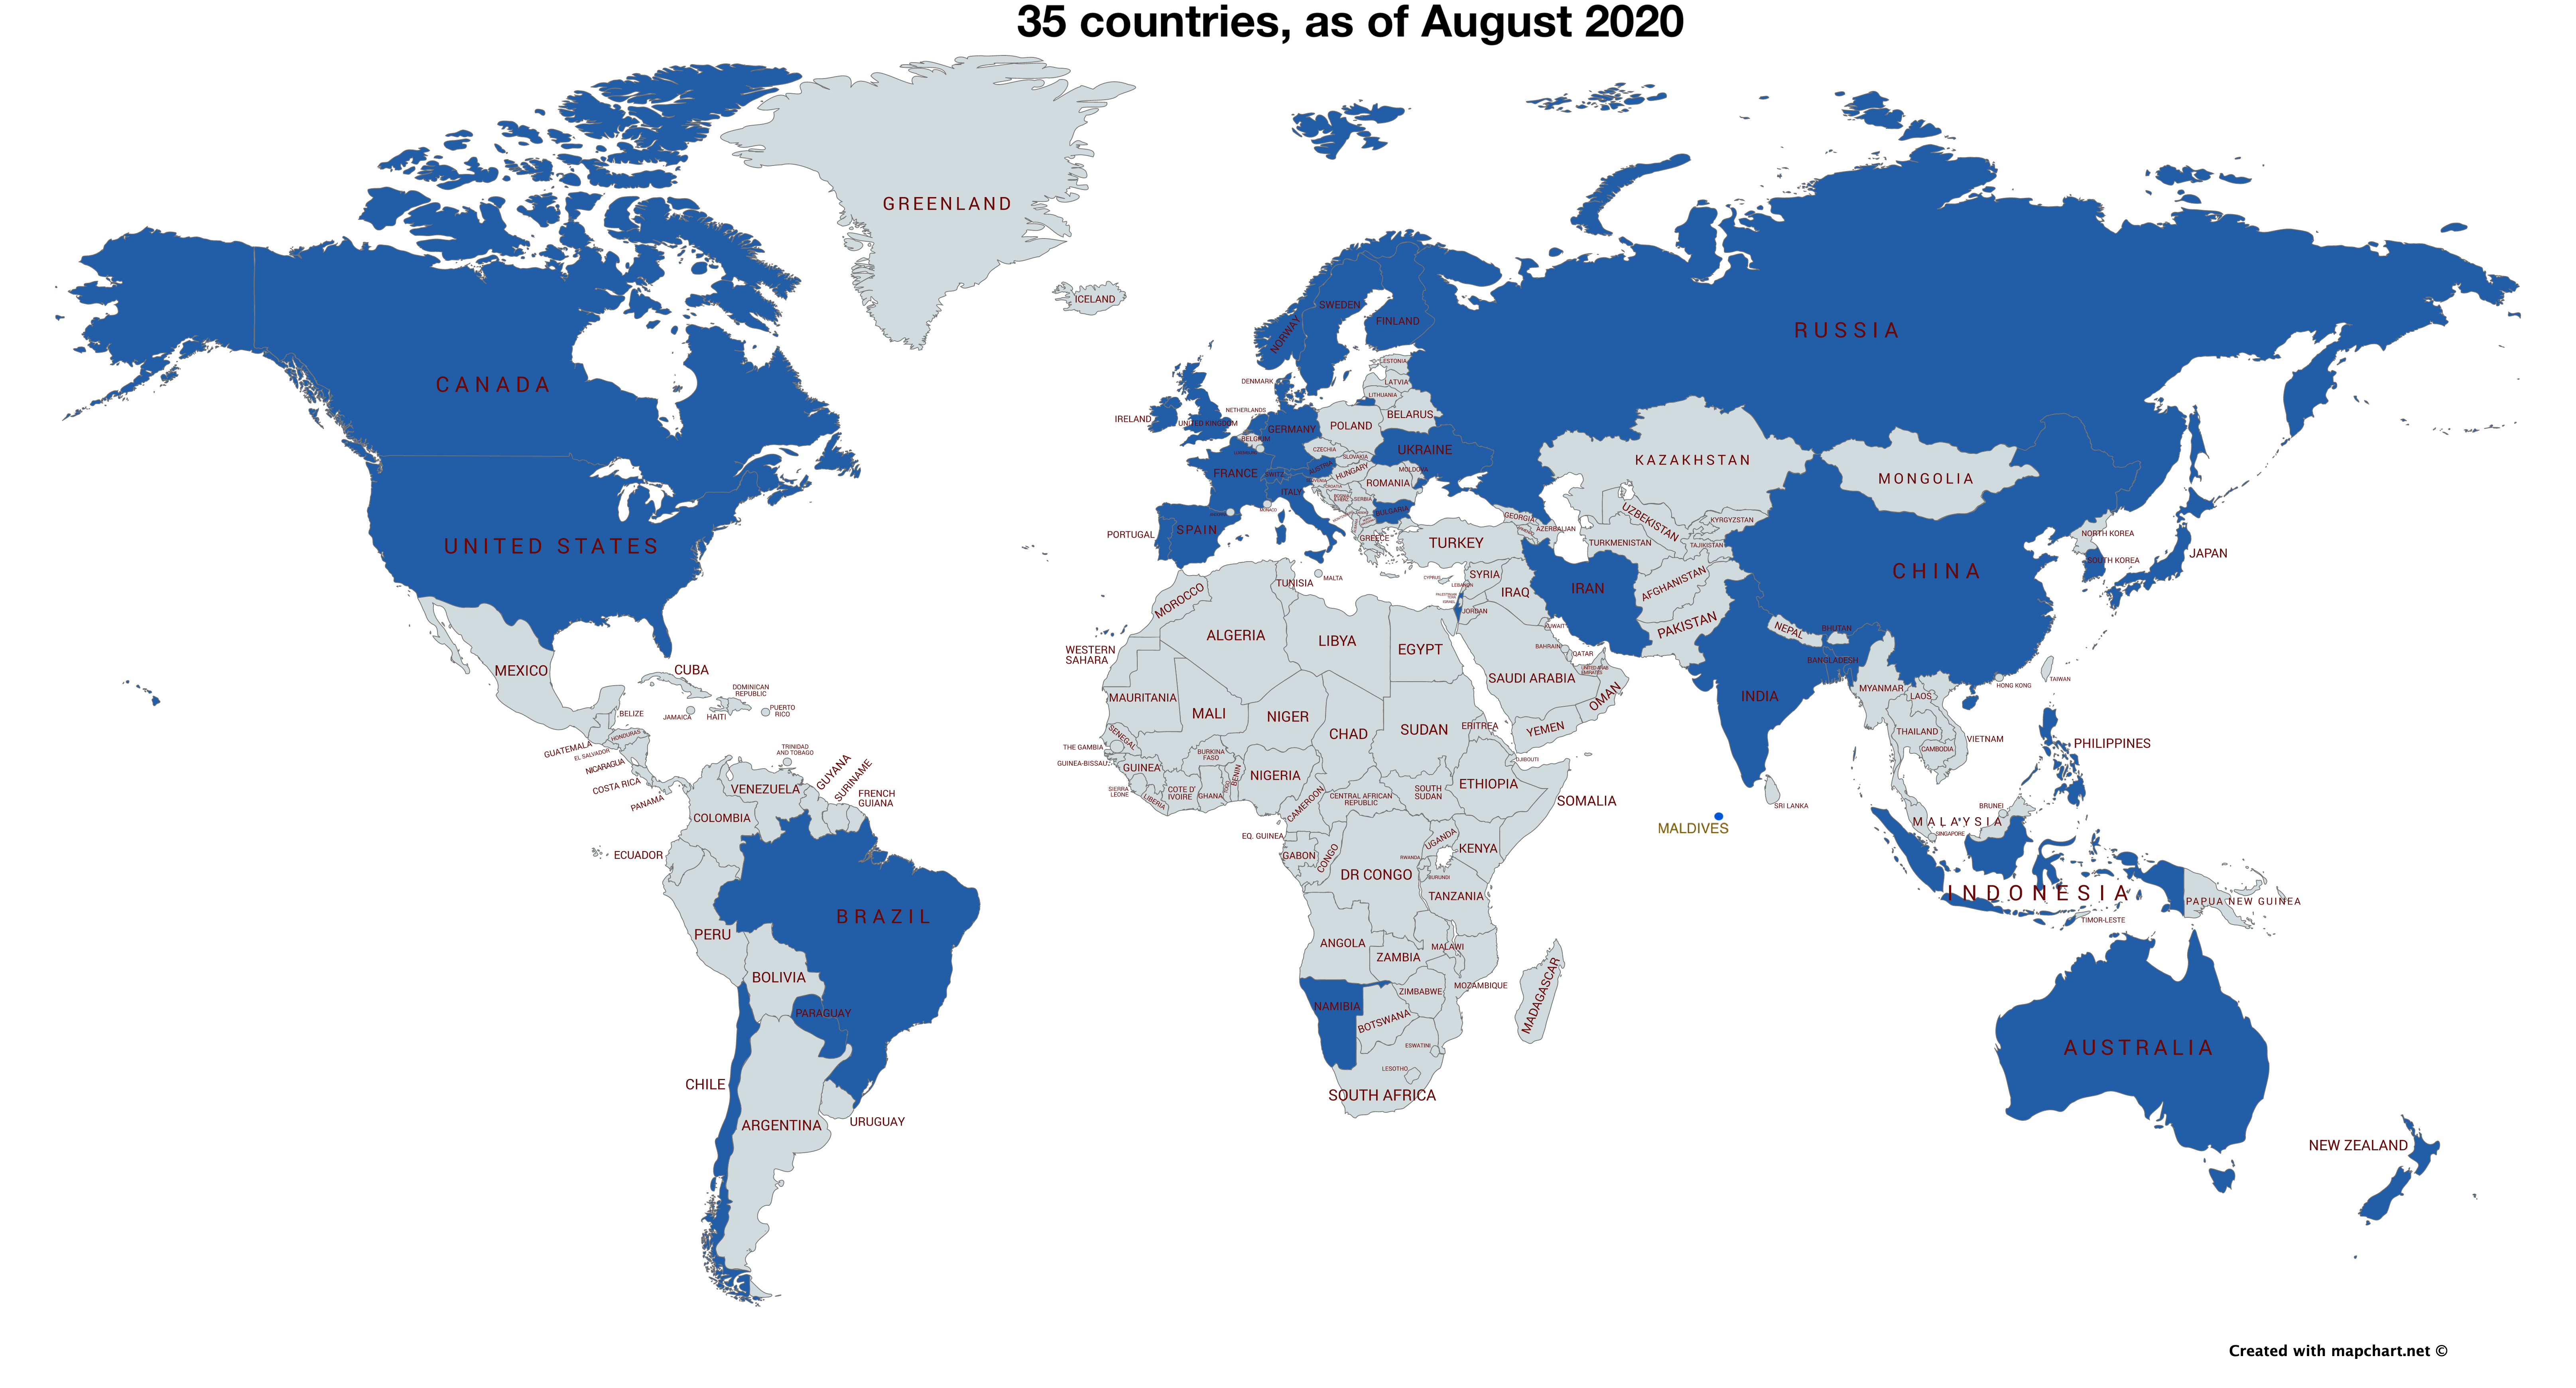 35 countries, as of August 2020
GREENLAND
ICELAND
CANADA
UNITED STATES
MEXICO
CUBA
DOMINICAN
REPUBLIC
PUERTO
RICO
JAMAICA
HAITI
BELIZE
GUATEMALA
HONDURAS
EL SALVADOR
NICARAGUA
COSTA RICA
PANAMA
TRINIDAD
AND TOBAGO
VENEZUELA
GUYANA
SURINAME
FRENCH
GUIANA
COLOMBIA
ECUADOR
PERU
BRAZIL
BOLIVIA
PARAGUAY
CHILE
ARGENTINA
URUGUAY
NORWAY
SWEDEN
FINLAND
RUSSIA
ESTONIA
LATVIA
LITHUANIA
BELARUS
DENMARK
NETHERLANDS
IRELAND
UNITED KINGDOM
BELGIUM
GERMANY
POLAND
UKRAINE
CZECHIA
SLOVAKIA
FRANCE
SWITZ.
AUSTRIA
HUNGARY
MOLDOVA
ROMANIA
ITALY
SERBIA
BULGARIA
MONACO
PORTUGAL
SPAIN
GREECE
TURKEY
GEORGIA
AZERBAIJAN
MALTA
CYPRUS
LEBANON
SYRIA
IRAQ
IRAN
ISRAEL
JORDAN
KUWAIT
BAHRAIN
QATAR
UNITED ARAB
EMIRATES
SAUDI ARABIA
OMAN
YEMEN
KAZAKHSTAN
UZBEKISTAN
KYRGYZSTAN
TURKMENISTAN
TAJIKISTAN
AFGHANISTAN
PAKISTAN
MONGOLIA
CHINA
NORTH KOREA
SOUTH KOREA
JAPAN
NEPAL
BHUTAN
BANGLADESH
INDIA
MYANMAR
LAOS
HONG KONG
TAIWAN
THAILAND
VIETNAM
CAMBODIA
PHILIPPINES
SRI LANKA
MALDIVES
BRUNEI
MALAYSIA
SINGAPORE
INDONESIA
TIMOR-LESTE
PAPUA NEW GUINEA
AUSTRALIA
NEW ZEALAND
MOROCCO
TUNISIA
ALGERIA
LIBYA
EGYPT
WESTERN
SAHARA
MAURITANIA
MALI
NIGER
CHAD
SUDAN
ERITREA
DJIBOUTI
SENEGAL
THE GAMBIA
GUINEA-BISSAU
GUINEA
SIERRA
LEONE
LIBERIA
COTE D'
IVOIRE
BURKINA
FASO
GHANA
TOGO
BENIN
NIGERIA
CAMEROON
CENTRAL AFRICAN
REPUBLIC
SOUTH
SUDAN
ETHIOPIA
SOMALIA
EQ. GUINEA
GABON
CONGO
DR CONGO
UGANDA
KENYA
RWANDA
BURUNDI
TANZANIA
ANGOLA
ZAMBIA
MALAWI
MOZAMBIQUE
ZIMBABWE
NAMIBIA
BOTSWANA
MADAGASCAR
ESWATINI
LESOTHO
SOUTH AFRICA
Created with mapchart.net ©